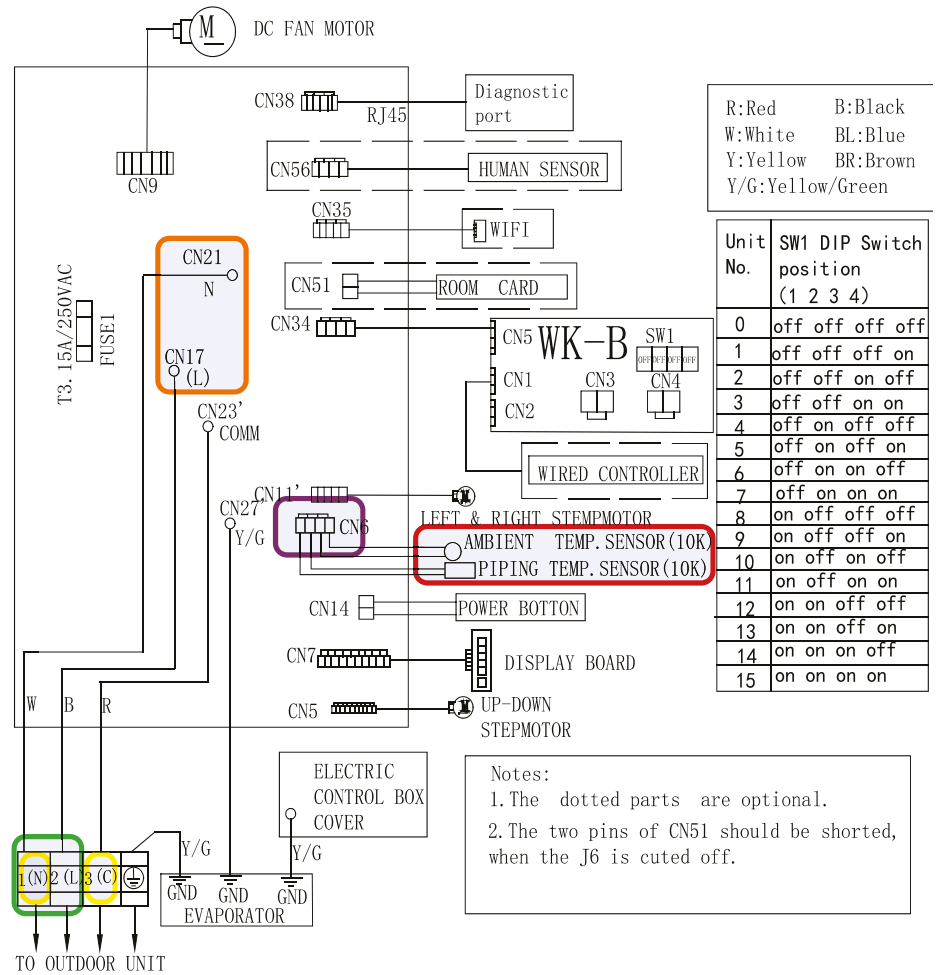 M DC FAN MOTOR
CN9
CN38
RJ45
Diagnostic
port
CN56
HUMAN SENSOR
CN35
WIFI
CN51
ROOM CARD
CN34
CN5
WK-B
SW1
OFF OFF OFF OFF
CN1
CN3
CN4
CN2
WIRED CONTROLLER
CN21
N
T3.15A/250VAC
FUSE1
CN17
(L)
CN23'
COMM
CN11'
M
LEFT & RIGHT STEMPMOTOR
CN27'
Y/G
CN6
AMBIENT TEMP.SENSOR(10K)
PIPING TEMP.SENSOR(10K)
CN14
POWER BOTTON
CN7
DISPLAY BOARD
CN5
M
UP-DOWN
STEPMOTOR
W B R
ELECTRIC
CONTROL BOX
COVER
Y/G
Y/G
1(N) 2(L) 3(C)
GND GND GND
EVAPORATOR
TO OUTDOOR UNIT
R:Red B:Black
W:White BL:Blue
Y:Yellow BR:Brown
Y/G:Yellow/Green
Unit SW1 DIP Switch
No. position
(1 2 3 4)
0 off off off off
1 off off off on
2 off off on off
3 off off on on
4 off on off off
5 off on off on
6 off on on off
7 off on on on
8 on off off off
9 on off off on
10 on off on off
11 on off on on
12 on on off off
13 on on off on
14 on on on off
15 on on on on
Notes:
1.The dotted parts are optional.
2.The two pins of CN51 should be shorted,
when the J6 is cuted off.